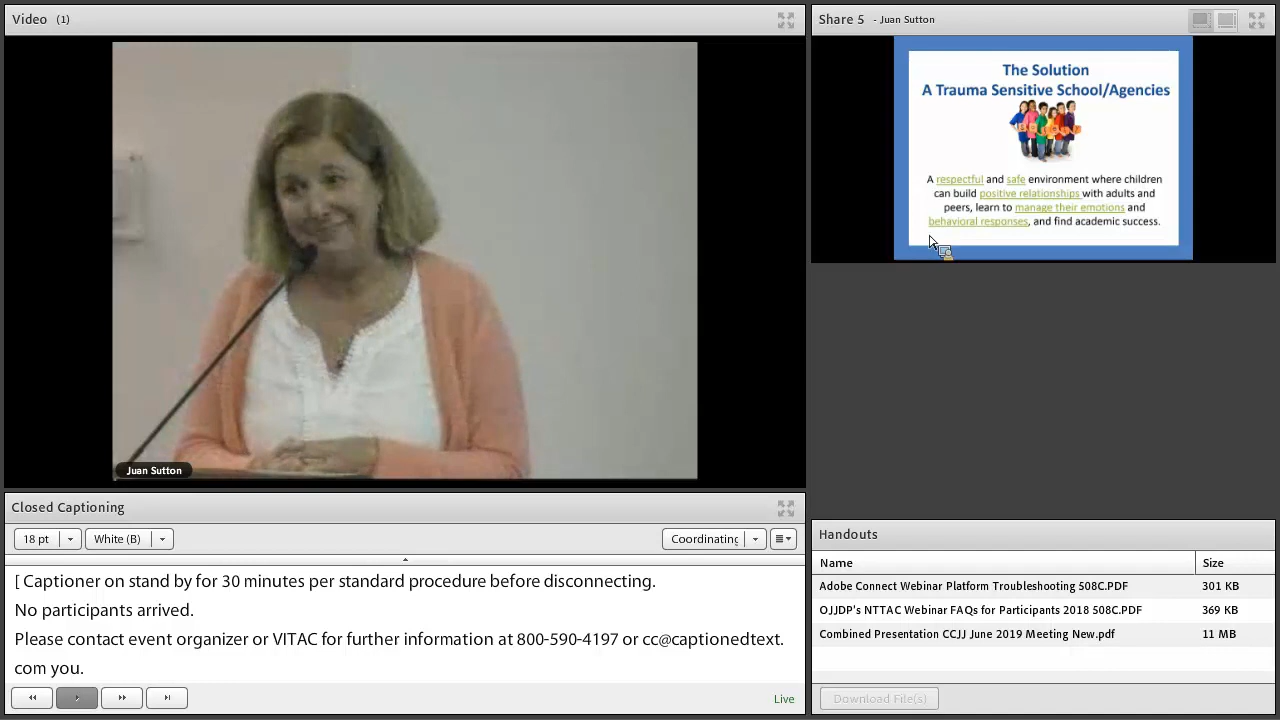 Video (1)
Juan Sutton
Share 5 - Juan Sutton
The Solution
A Trauma Sensitive School/Agencies
A respectful and safe environment where children
can build positive relationships with adults and
peers, learn to manage their emotions and
behavioral responses, and find academic success.
Closed Captioning
18 pt
White (B)
Coordinating
[ Captioner on stand by for 30 minutes per standard procedure before disconnecting.
No participants arrived.
Please contact event organizer or VITAC for further information at 800-590-4197 or cc@captionedtext.
com you.
Live
Handouts
Name Size
Adobe Connect Webinar Platform Troubleshooting 508C.PDF 301 KB
OJJDP's NTTAC Webinar FAQs for Participants 2018 508C.PDF 369 KB
Combined Presentation CCJJ June 2019 Meeting New.pdf 11 MB
Download File(s)